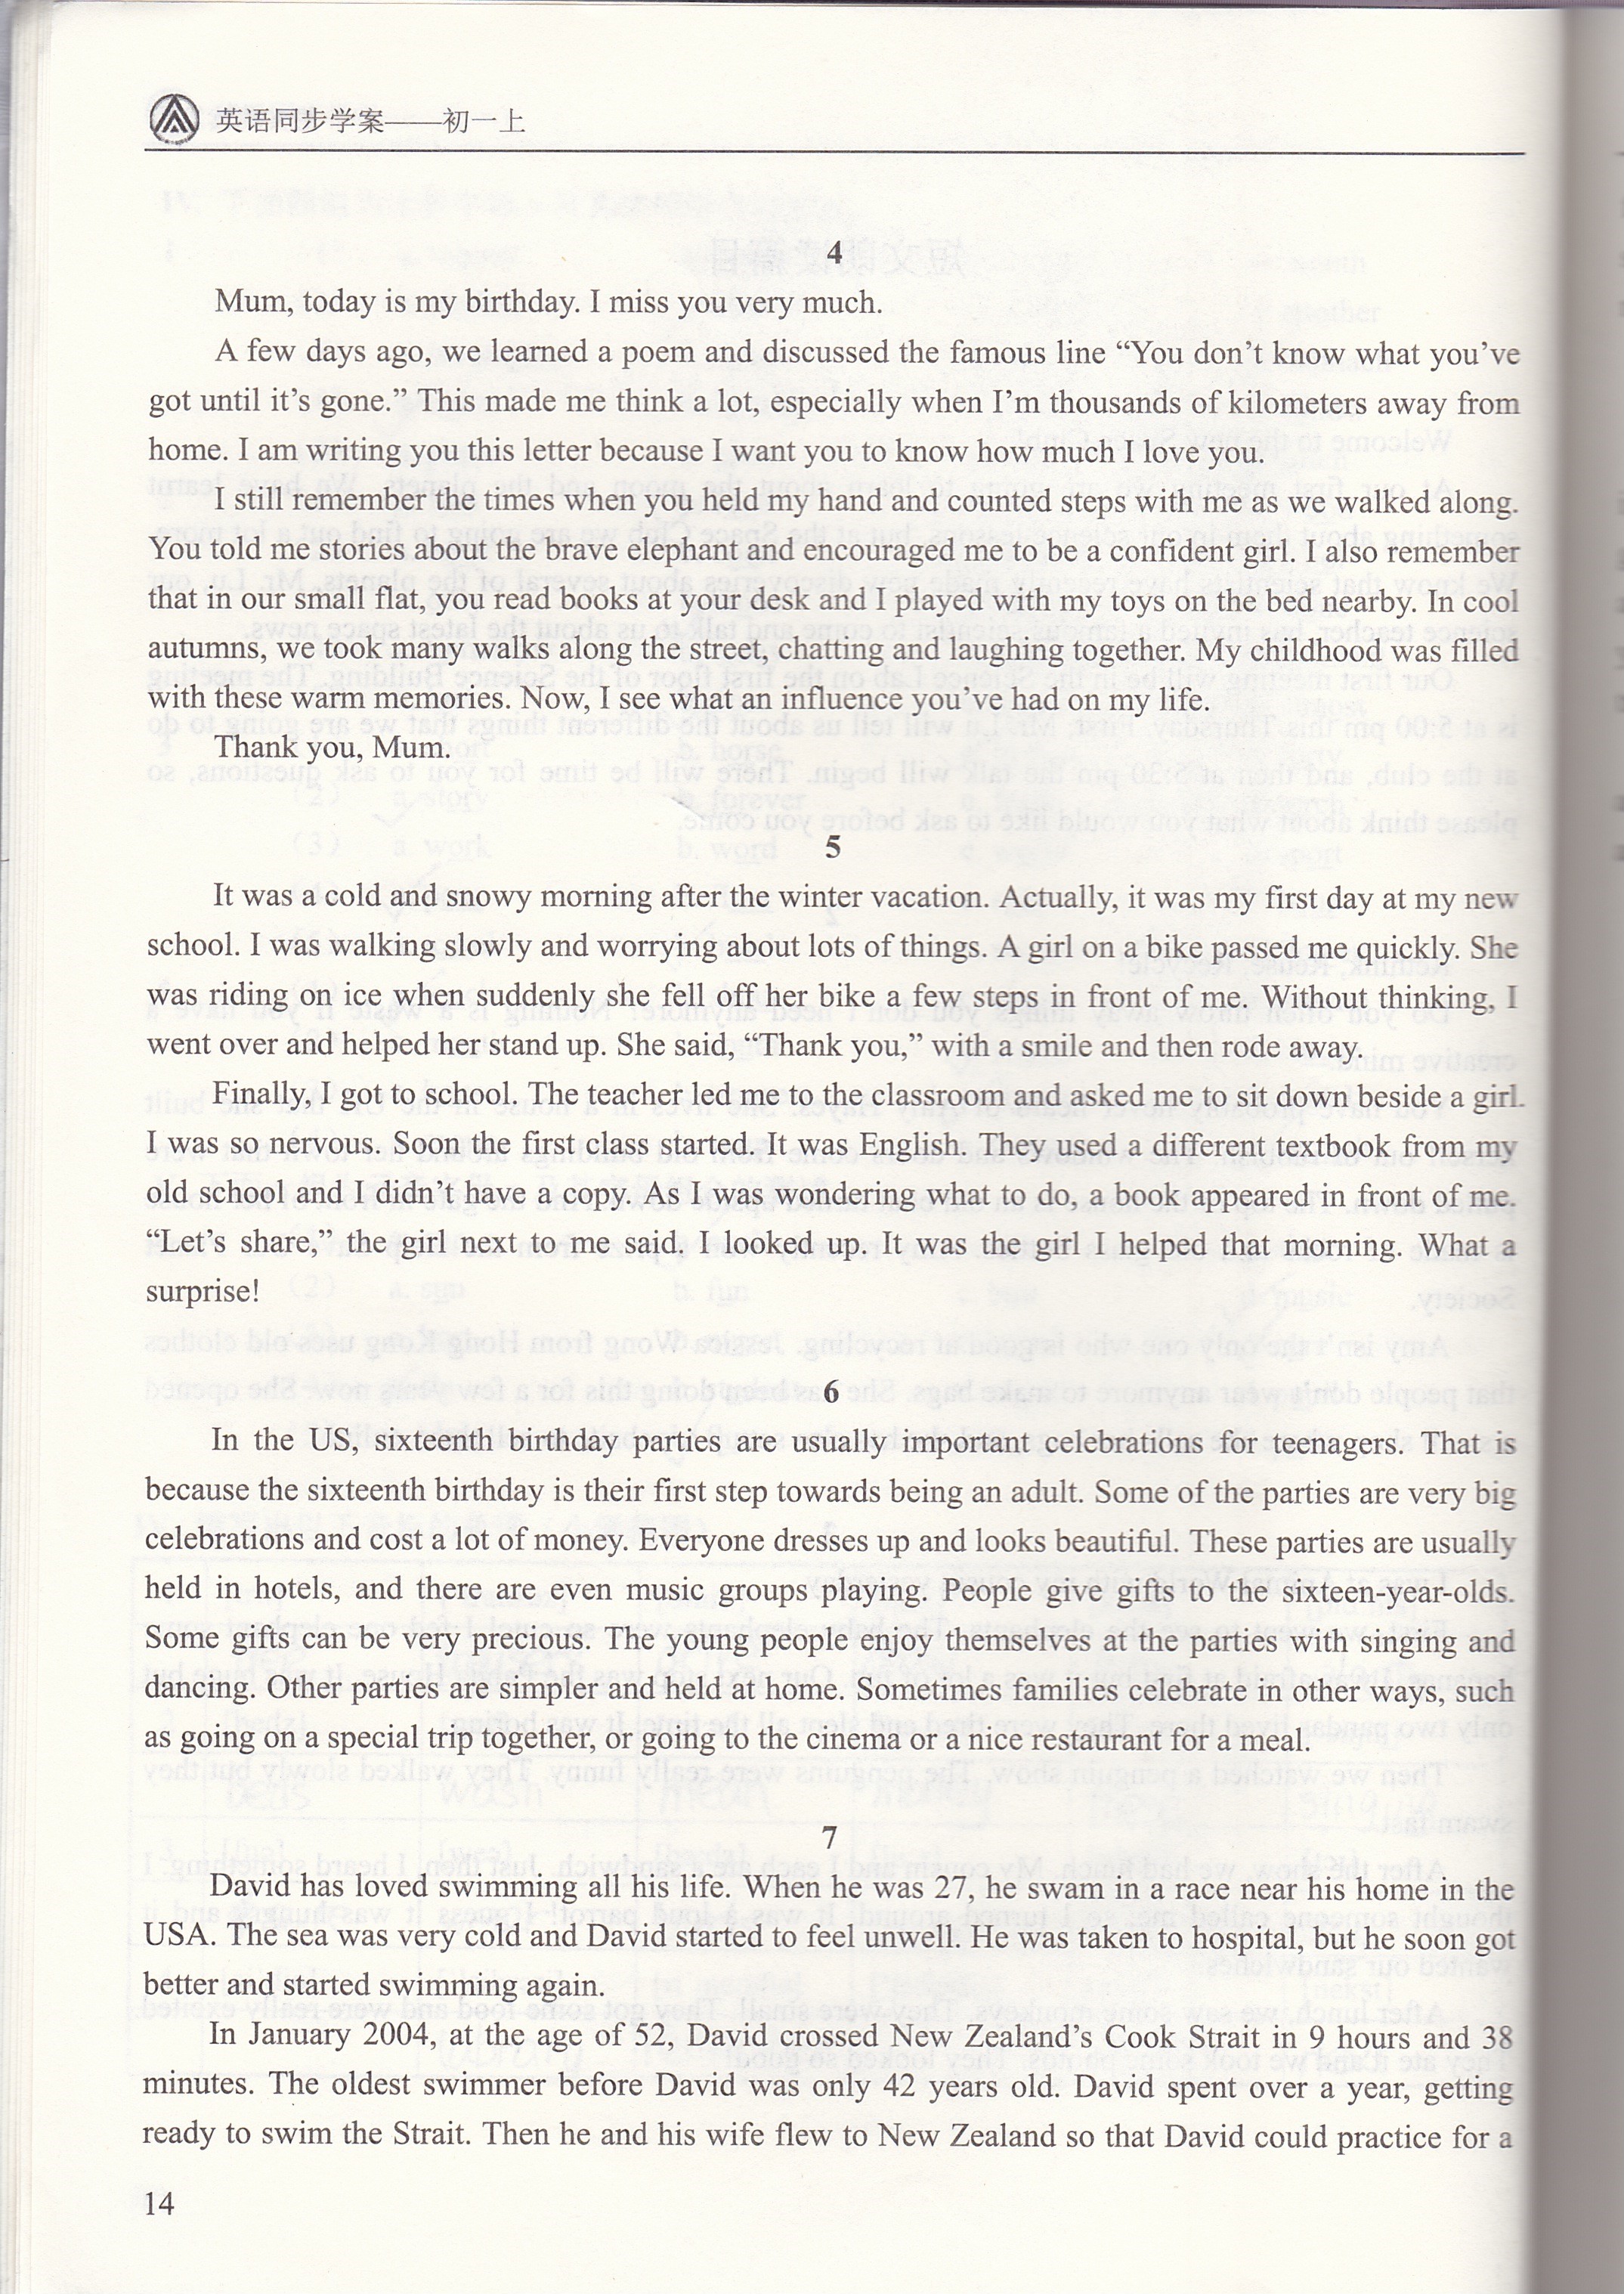 英语同步学案——初一上
4
Mum, today is my birthday. I miss you very much.
A few days ago, we learned a poem and discussed the famous line “You don’t know what you’ve
got until it’s gone.” This made me think a lot, especially when I’m thousands of kilometers away from
home. I am writing you this letter because I want you to know how much I love you.
I still remember the times when you held my hand and counted steps with me as we walked along.
You told me stories about the brave elephant and encouraged me to be a confident girl. I also remember
that in our small flat, you read books at your desk and I played with my toys on the bed nearby. In cool
autumns, we took many walks along the street, chatting and laughing together. My childhood was filled
with these warm memories. Now, I see what an influence you’ve had on my life.
Thank you, Mum.
5
It was a cold and snowy morning after the winter vacation. Actually, it was my first day at my new
school. I was walking slowly and worrying about lots of things. A girl on a bike passed me quickly. She
was riding on ice when suddenly she fell off her bike a few steps in front of me. Without thinking, I
went over and helped her stand up. She said, “Thank you,” with a smile and then rode away.
Finally, I got to school. The teacher led me to the classroom and asked me to sit down beside a girl.
I was so nervous. Soon the first class started. It was English. They used a different textbook from my
old school and I didn’t have a copy. As I was wondering what to do, a book appeared in front of me.
“Let’s share,” the girl next to me said. I looked up. It was the girl I helped that morning. What a
surprise!
6
In the US, sixteenth birthday parties are usually important celebrations for teenagers. That is
because the sixteenth birthday is their first step towards being an adult. Some of the parties are very big
celebrations and cost a lot of money. Everyone dresses up and looks beautiful. These parties are usually
held in hotels, and there are even music groups playing. People give gifts to the sixteen-year-olds.
Some gifts can be very precious. The young people enjoy themselves at the parties with singing and
dancing. Other parties are simpler and held at home. Sometimes families celebrate in other ways, such
as going on a special trip together, or going to the cinema or a nice restaurant for a meal.
7
David has loved swimming all his life. When he was 27, he swam in a race near his home in the
USA. The sea was very cold and David started to feel unwell. He was taken to hospital, but he soon got
better and started swimming again.
In January 2004, at the age of 52, David crossed New Zealand’s Cook Strait in 9 hours and 38
minutes. The oldest swimmer before David was only 42 years old. David spent over a year, getting
ready to swim the Strait. Then he and his wife flew to New Zealand so that David could practice for a
14